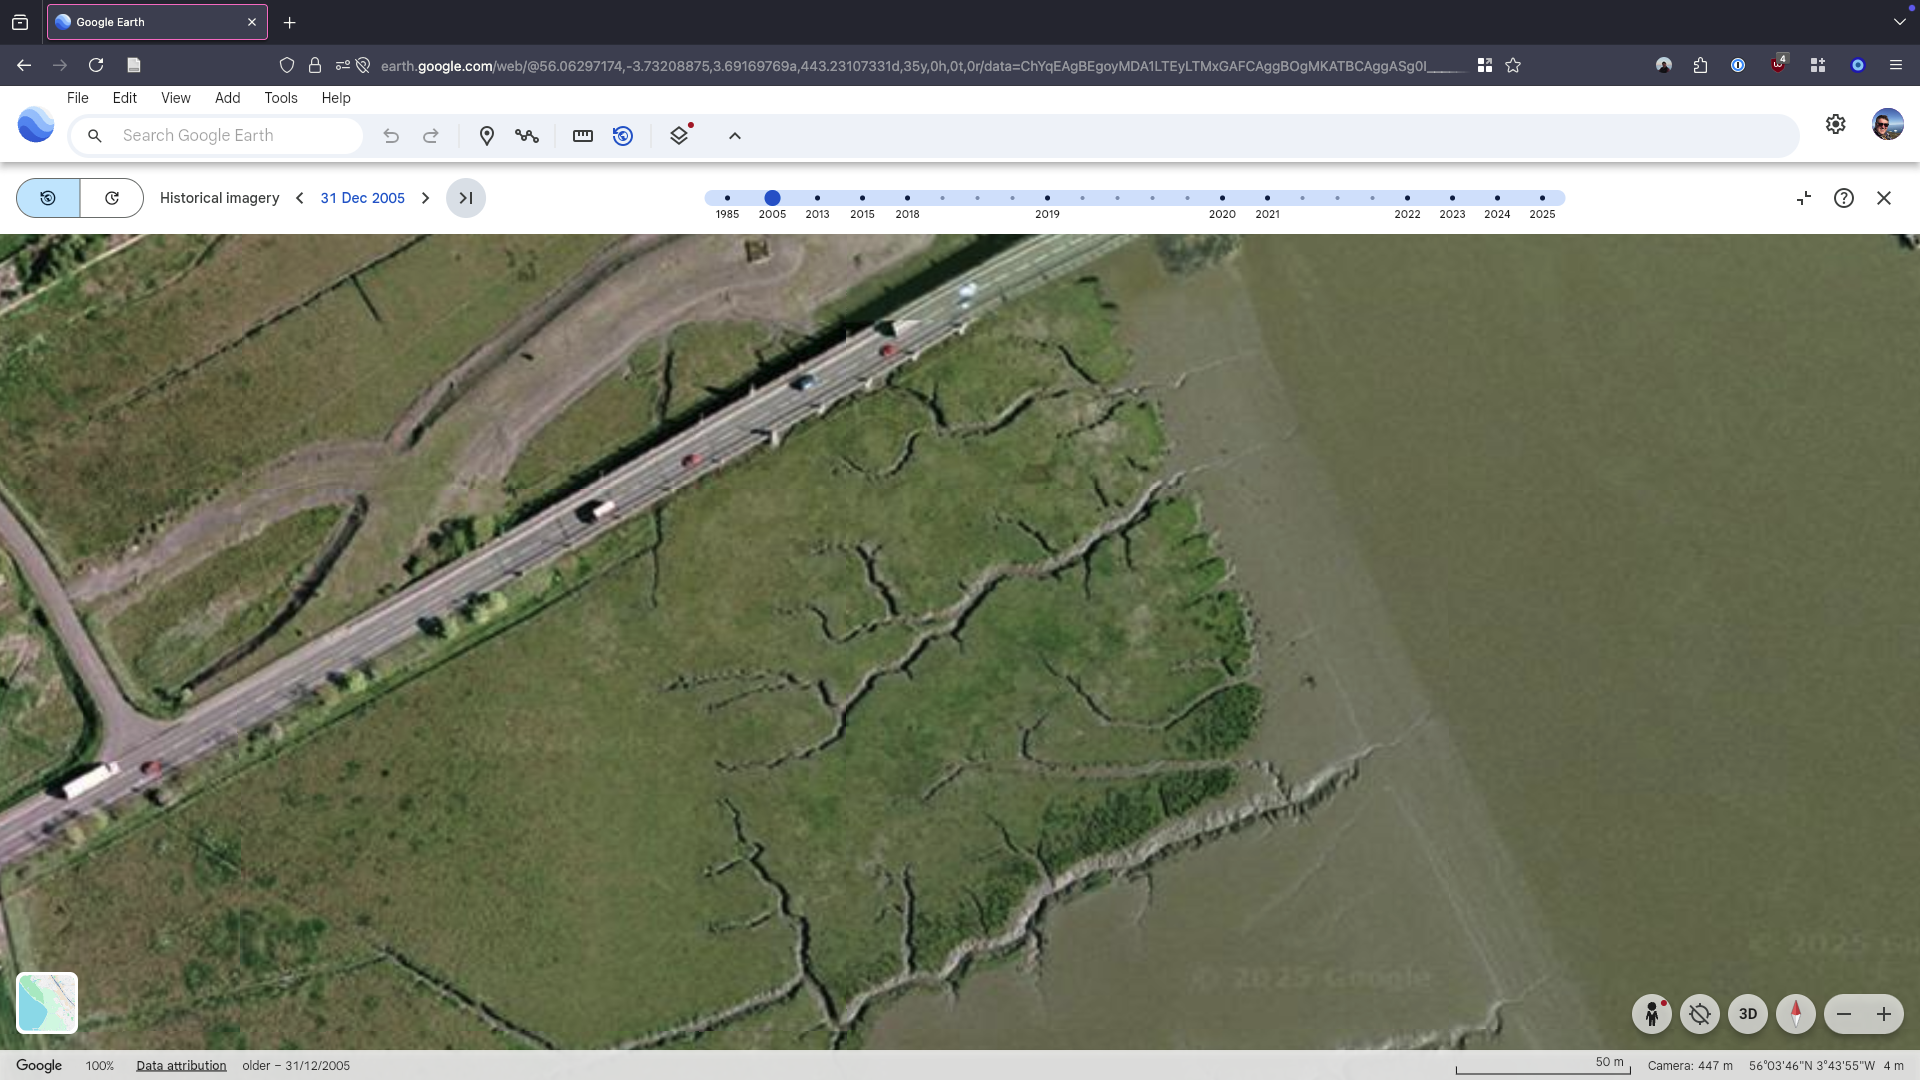 Google Earth
earth.google.com/web/@56.06297174,-3.73208875,3.69169769a,443.23107331d,35y,0h,0t,0r/data=ChYqEAgBEgoyMDA1LTEyLTMxGAFCAggBOgMKATBCAggASg0I
4
File Edit View Add Tools Help
Search Google Earth
Historical imagery 31 Dec 2005
1985 2005 2013 2015 2018 2019 2020 2021 2022 2023 2024 2025
© 2025 Google
© 2025
3D
Google 100% Data attribution older – 31/12/2005 50 m Camera: 447 m 56°03'46"N 3°43'55"W 4 m